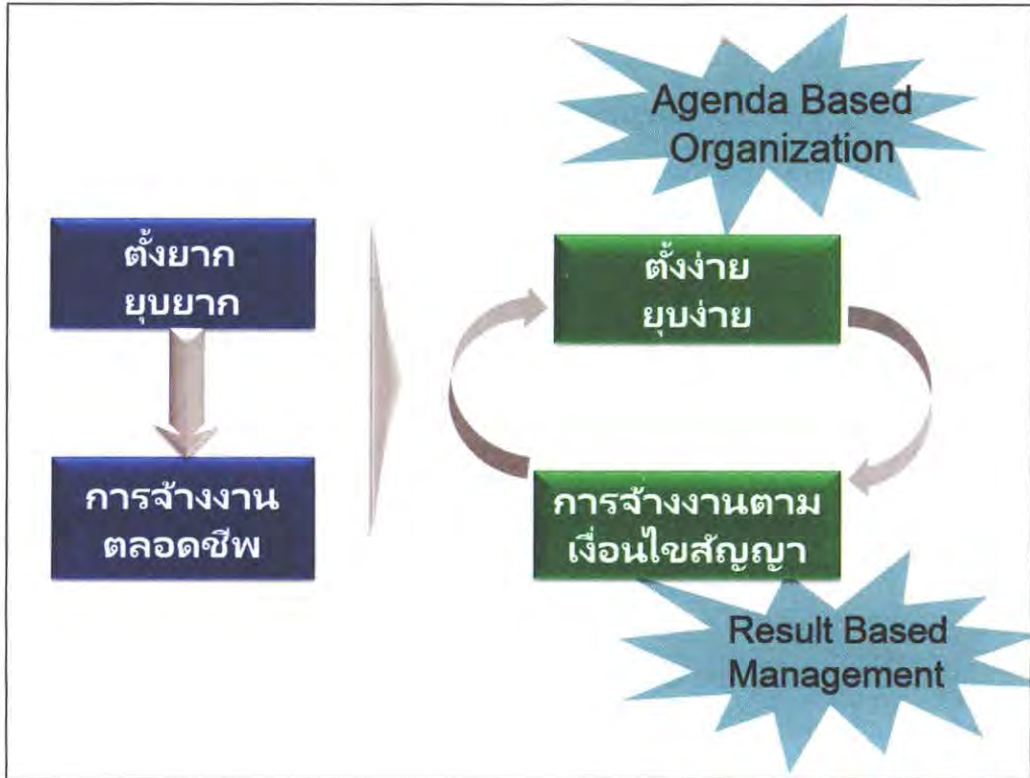 Agenda Based
Organization
ตั้งยาก
ยุบยาก
ตั้งง่าย
ยุบง่าย
การจ้างงาน
ตลอดชีพ
การจ้างงานตาม
เงื่อนไขสัญญา
Result Based
Management